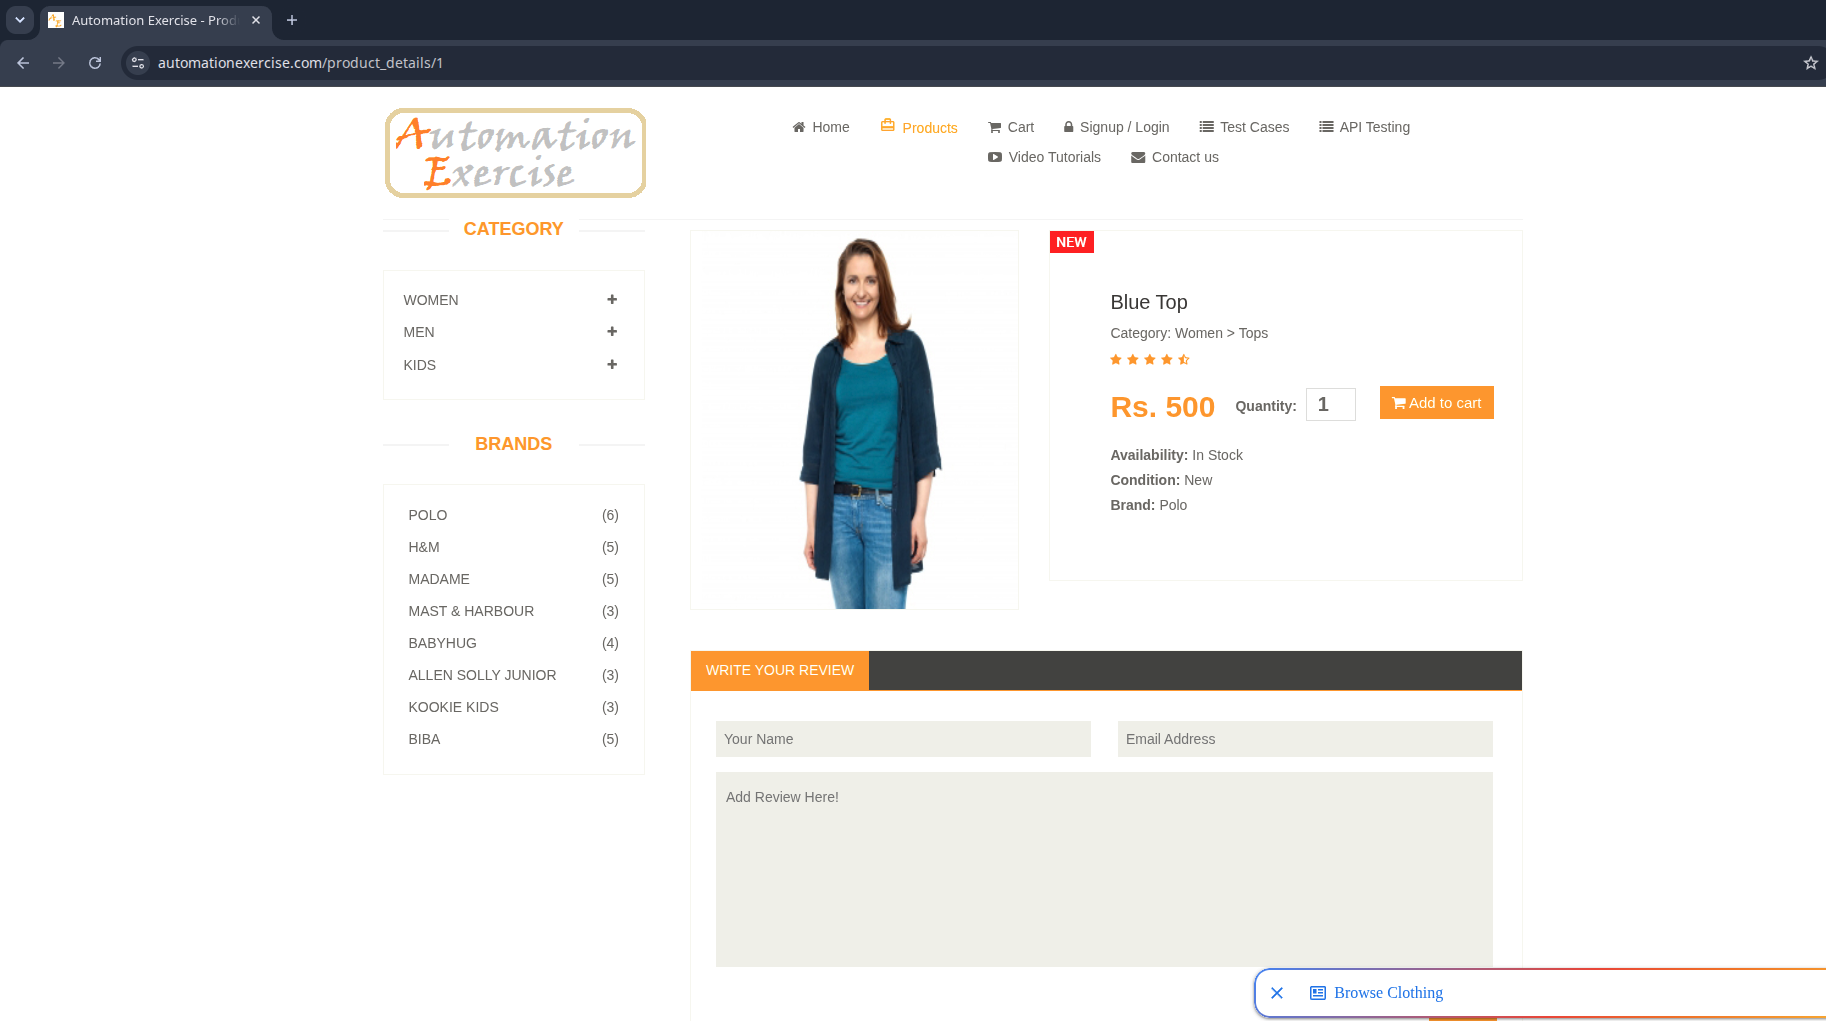 Automation Exercise - Prod
automationexercise.com/product_details/1
Automation
Exercise
Home
Products
Cart
Signup / Login
Test Cases
API Testing
Video Tutorials
Contact us
CATEGORY
WOMEN
MEN
KIDS
BRANDS
POLO (6)
H&M (5)
MADAME (5)
MAST & HARBOUR (3)
BABYHUG (4)
ALLEN SOLLY JUNIOR (3)
KOOKIE KIDS (3)
BIBA (5)
NEW
Blue Top
Category: Women > Tops
Rs. 500 Quantity: 1 Add to cart
Availability: In Stock
Condition: New
Brand: Polo
WRITE YOUR REVIEW
Your Name
Email Address
Add Review Here!
Browse Clothing